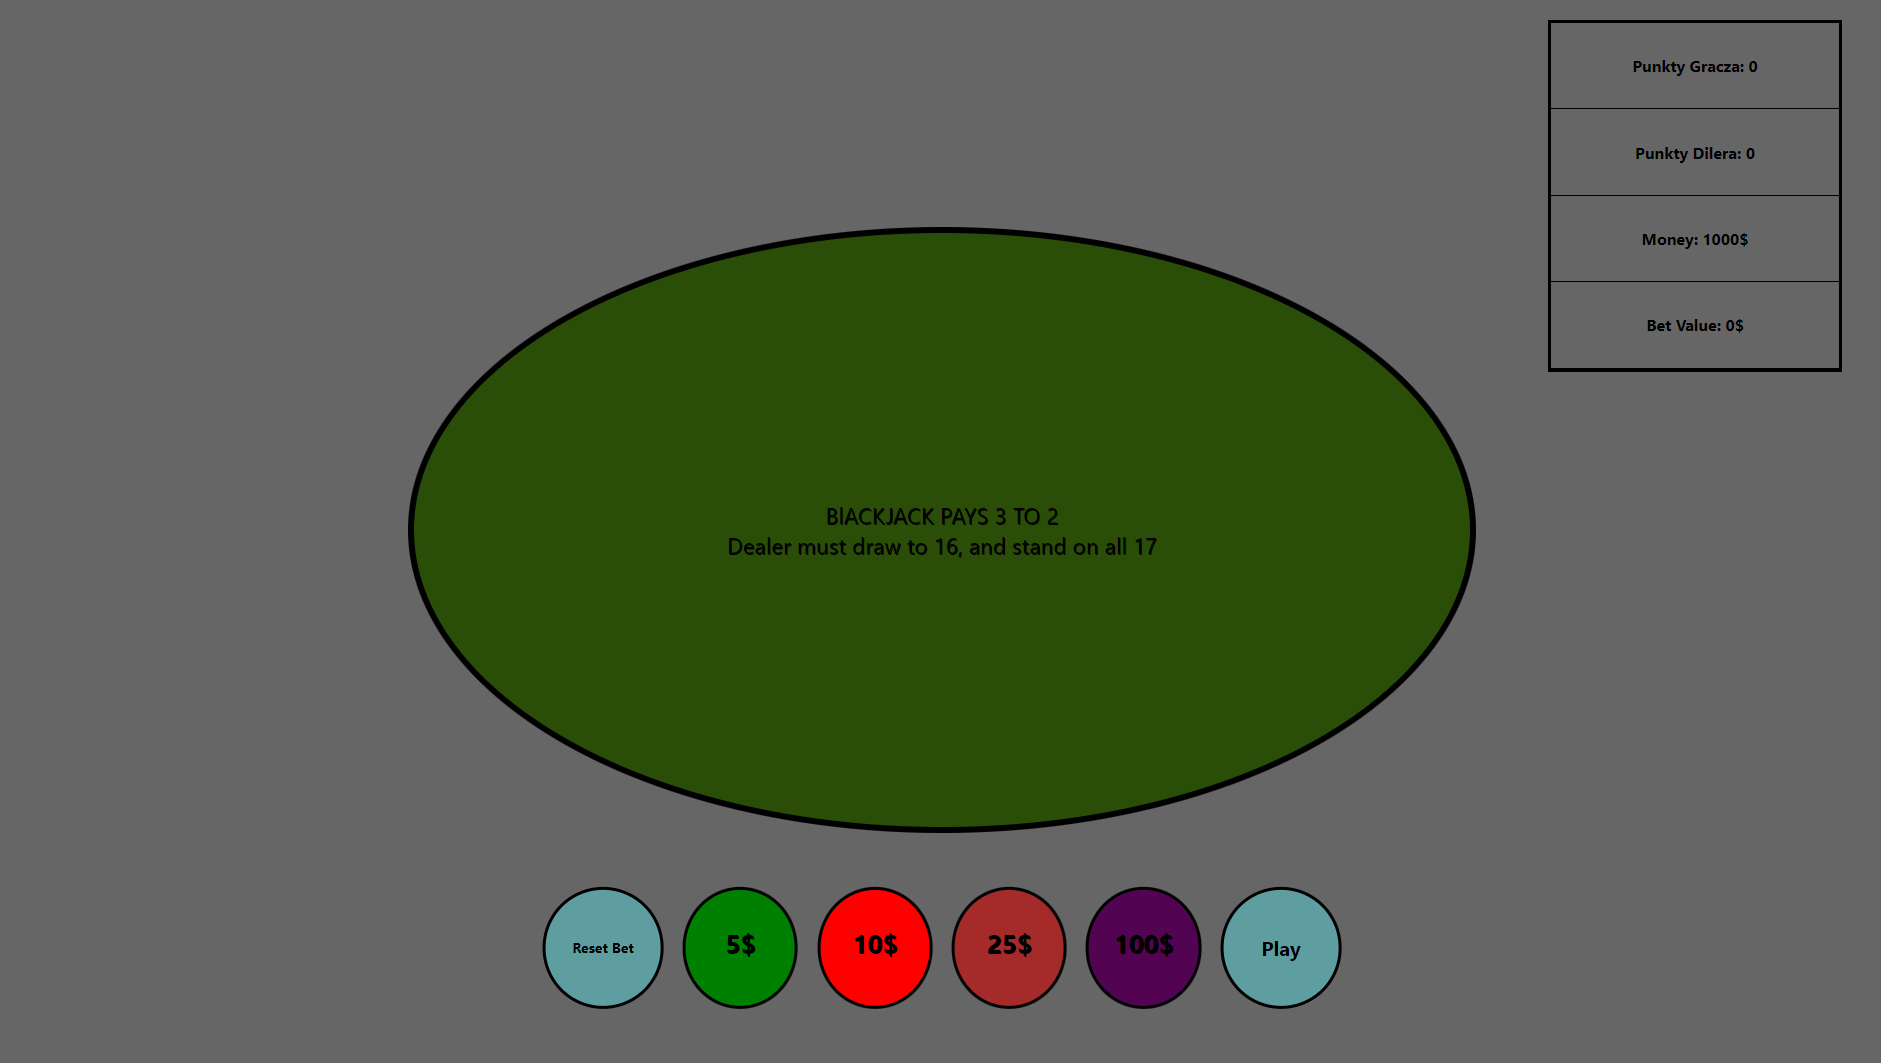 Punkty Gracza: 0
Punkty Dilera: 0
Money: 1000$
Bet Value: 0$
BlACKJACK PAYS 3 TO 2
Dealer must draw to 16, and stand on all 17
Reset Bet
5$
10$
25$
100$
Play